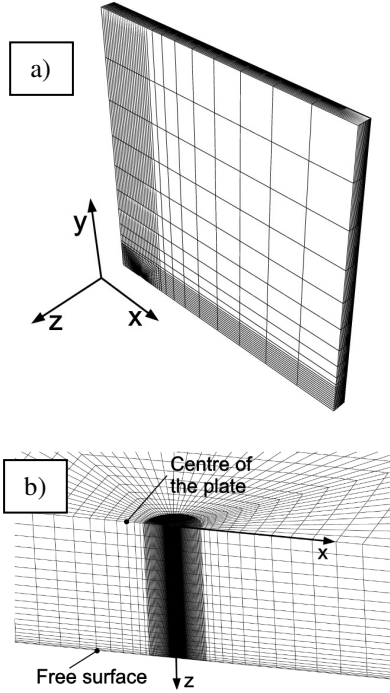 a)
y
z
x
b)
Centre of
the plate
x
Free surface
z